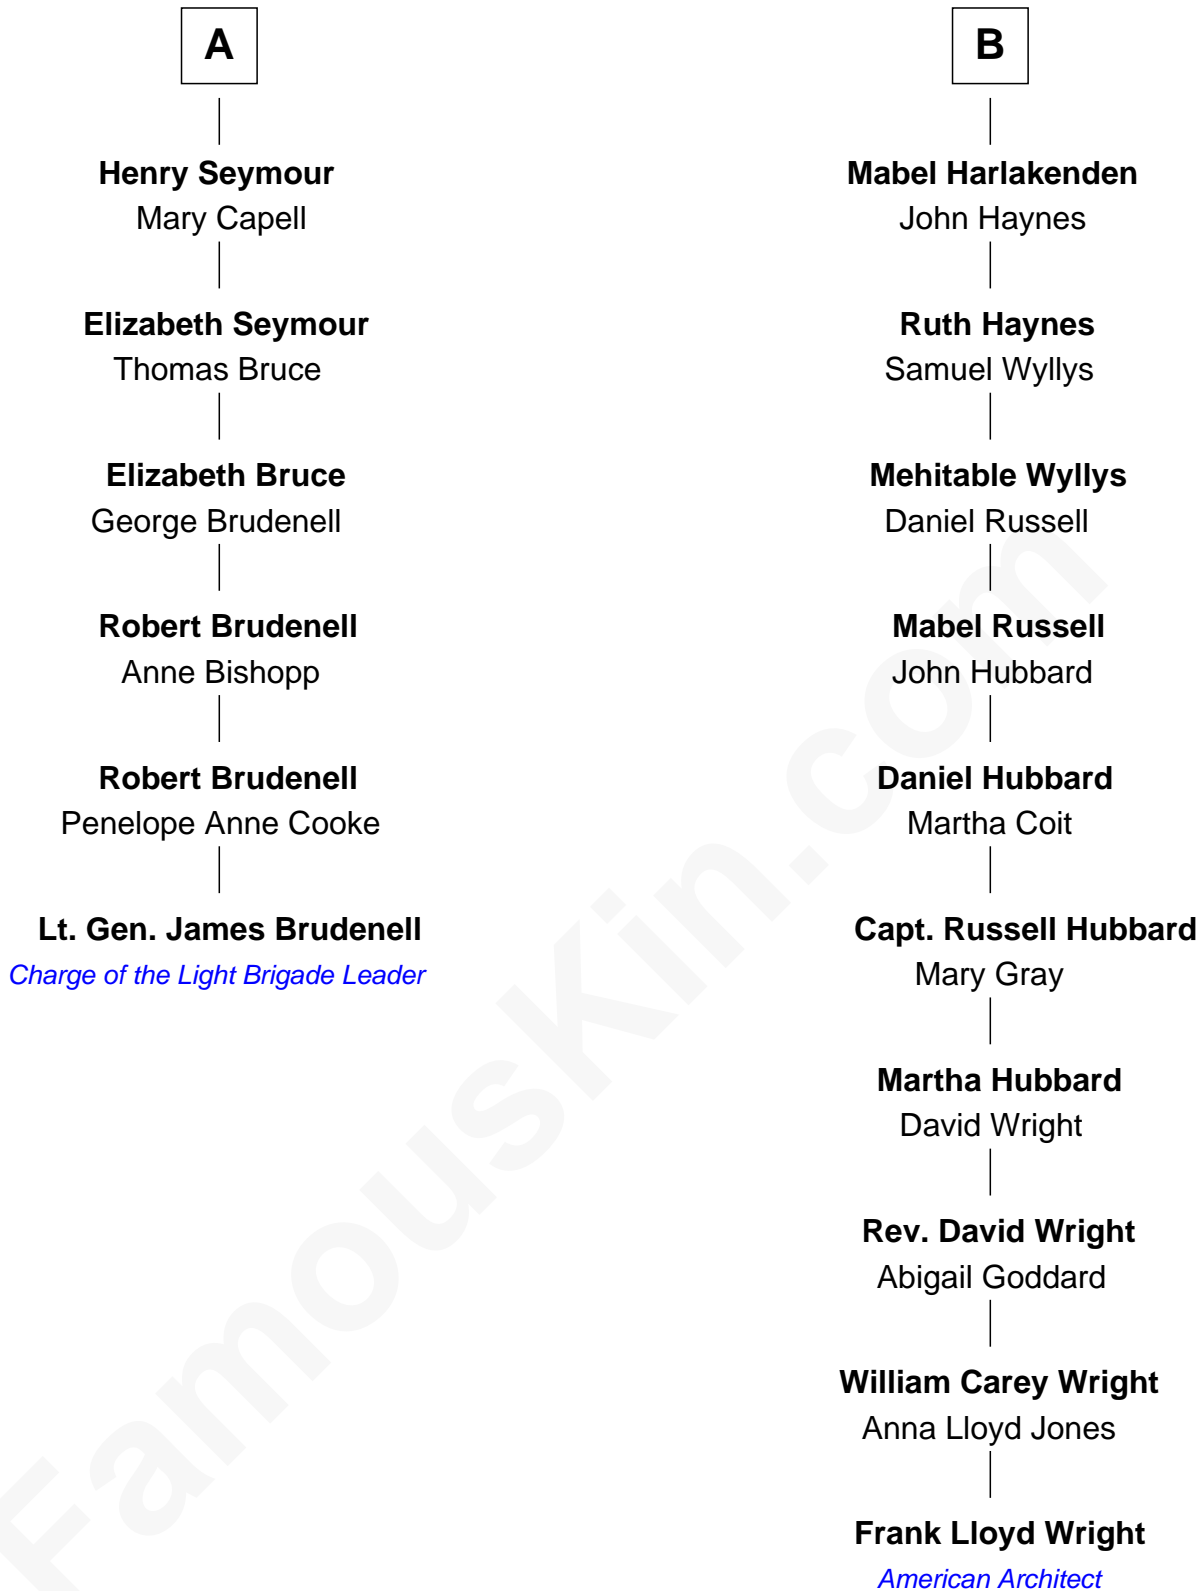 A
Henry Seymour
Mary Capell
Elizabeth Seymour
Thomas Bruce
Elizabeth Bruce
George Brudenell
Robert Brudenell
Anne Bishopp
Robert Brudenell
Penelope Anne Cooke
Lt. Gen. James Brudenell
Charge of the Light Brigade Leader
B
Mabel Harlakenden
John Haynes
Ruth Haynes
Samuel Wyllys
Mehitable Wyllys
Daniel Russell
Mabel Russell
John Hubbard
Daniel Hubbard
Martha Coit
Capt. Russell Hubbard
Mary Gray
Martha Hubbard
David Wright
Rev. David Wright
Abigail Goddard
William Carey Wright
Anna Lloyd Jones
Frank Lloyd Wright
American Architect
FamousKin.com